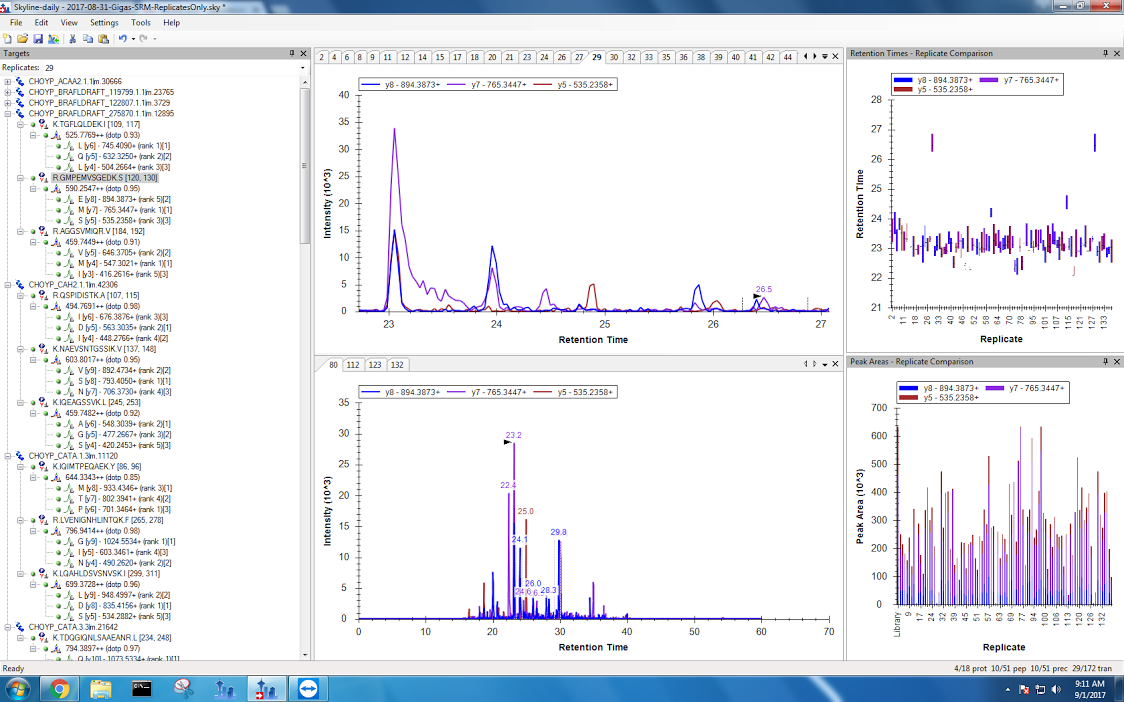 Skyline-daily - 2017-08-31-Gigas-SRM-ReplicatesOnly.sky *
File Edit View Settings Tools Help
Targets
Replicates: 29
CHOYP_ACAA2.1.1|m.30666
CHOYP_BRAFLDRAFT_119799.1.1|m.23765
CHOYP_BRAFLDRAFT_122807.1.1|m.3729
CHOYP_BRAFLDRAFT_275870.1.1|m.12895
K.TGFLQLDEK.I [109, 117]
525.7769++ (dotp 0.93)
L [y6] - 745.4090+ (rank 1)[1]
Q [y5] - 632.3250+ (rank 2)[2]
L [y4] - 504.2664+ (rank 3)[3]
R.GMPEMVSGEDK.S [120, 130]
590.2547++ (dotp 0.95)
E [y8] - 894.3873+ (rank 5)[2]
M [y7] - 765.3447+ (rank 1)[1]
S [y5] - 535.2358+ (rank 3)[3]
R.AGGSVMIQR.V [184, 192]
459.7449++ (dotp 0.91)
V [y5] - 646.3705+ (rank 2)[2]
M [y4] - 547.3021+ (rank 1)[1]
I [y3] - 416.2616+ (rank 5)[3]
CHOYP_CAH2.1.1|m.42306
R.QSPIDISTK.A [107, 115]
494.7691++ (dotp 0.98)
I [y6] - 676.3876+ (rank 3)[3]
D [y5] - 563.3035+ (rank 2)[1]
I [y4] - 448.2766+ (rank 4)[2]
K.NAEVSNTGSSIK.V [137, 148]
603.8017++ (dotp 0.95)
V [y9] - 892.4734+ (rank 2)[2]
S [y8] - 793.4050+ (rank 1)[1]
N [y7] - 706.3730+ (rank 4)[3]
K.IQEAGSSVK.L [245, 253]
459.7482++ (dotp 0.92)
A [y6] - 548.3039+ (rank 2)[1]
G [y5] - 477.2667+ (rank 3)[2]
S [y4] - 420.2453+ (rank 5)[3]
CHOYP_CATA.1.3|m.11120
K.IQIMTPEQAEK.Y [86, 96]
644.3343++ (dotp 0.85)
M [y8] - 933.4346+ (rank 3)[1]
T [y7] - 802.3941+ (rank 4)[2]
P [y6] - 701.3464+ (rank 1)[3]
R.LVENIGNHLINTQK.F [265, 278]
796.9414++ (dotp 0.98)
G [y9] - 1024.5534+ (rank 1)[1]
I [y5] - 603.3461+ (rank 4)[3]
N [y4] - 490.2620+ (rank 2)[2]
K.LQAHLDSVSNVSK.I [299, 311]
699.3728++ (dotp 0.96)
L [y9] - 948.4997+ (rank 2)[2]
D [y8] - 835.4156+ (rank 1)[1]
S [y5] - 534.2882+ (rank 5)[3]
CHOYP_CATA.3.3|m.21642
K.TDQGIQNLSAAEANR.L [234, 248]
794.3897++ (dotp 0.97)
Q [y10] - 1073.5334+ (rank 1)[1]
2 4 6 8 9 11 12 14 15 17 18 20 21 23 24 26 27 29 30 32 33 35 36 38 39 40 41 42 44
y8 - 894.3873+ y7 - 765.3447+ y5 - 535.2358+
Intensity (10^3)
40
35
30
25
20
15
10
5
0
26.5
23 24 25 26 27
Retention Time
80 112 123 132
y8 - 894.3873+ y7 - 765.3447+ y5 - 535.2358+
Intensity (10^3)
35
30
25
20
15
10
5
0
23.2
22.4
25.0
24.1
29.8
26.0
28.3
0 10 20 30 40 50 60 70
Retention Time
Retention Times - Replicate Comparison
y8 - 894.3873+ y7 - 765.3447+
y5 - 535.2358+
Retention Time
28
27
26
25
24
23
22
21
2 11 18 26 33 40 46 52 58 64 70 78 95 101 107 115 121 127 133
Replicate
Peak Areas - Replicate Comparison
y8 - 894.3873+ y7 - 765.3447+
y5 - 535.2358+
Peak Area (10^3)
700
600
500
400
300
200
100
0
Library 9 17 24 32 38 45 51 57 63 69 77 94 100 106 113 120 126 132
Replicate
Ready
4/18 prot 10/51 pep 10/51 prec 29/172 tran
9:11 AM
9/1/2017